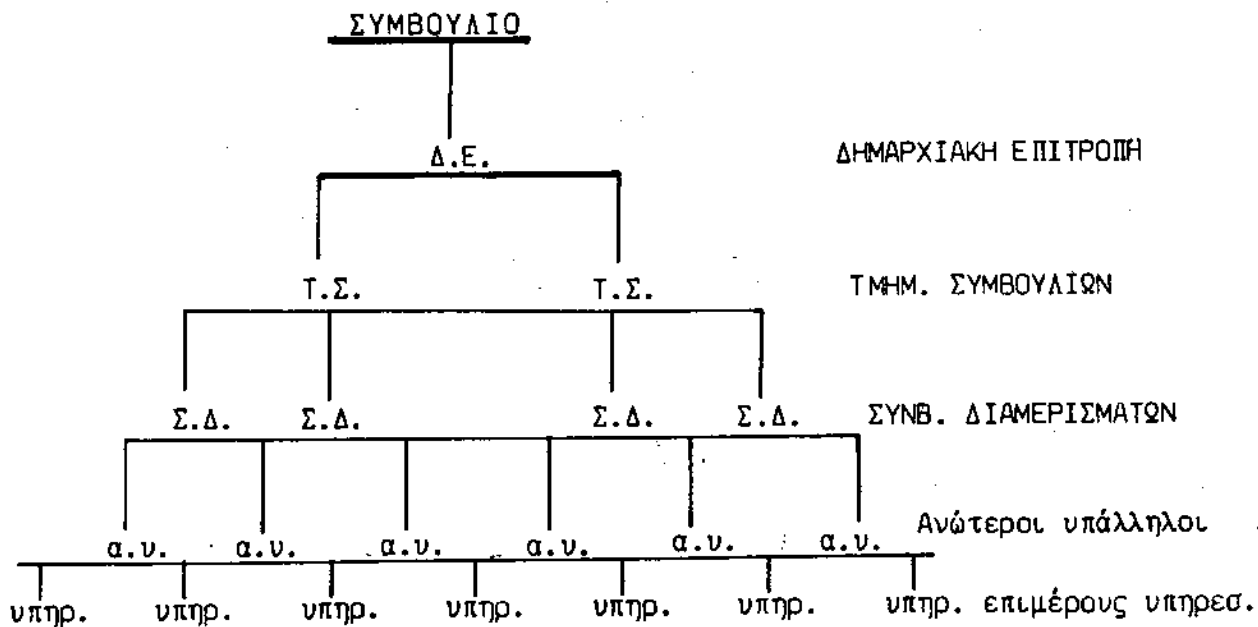 ΣΥΜΒΟΥΛΙΟ
Δ.Ε. ΔΗΜΑΡΧΙΑΚΗ ΕΠΙΤΡΟΠΗ
Τ.Σ. Τ.Σ. ΤΜΗΜ. ΣΥΜΒΟΥΛΙΩΝ
Σ.Δ. Σ.Δ. Σ.Δ. Σ.Δ. ΣΥΝΒ. ΔΙΑΜΕΡΙΣΜΑΤΩΝ
α.υ. α.υ. α.υ. α.υ. α.υ. α.υ. Ανώτεροι υπάλληλοι
υπηρ. υπηρ. υπηρ. υπηρ. υπηρ. υπηρ. υπηρ. επιμέρους υπηρεσ.